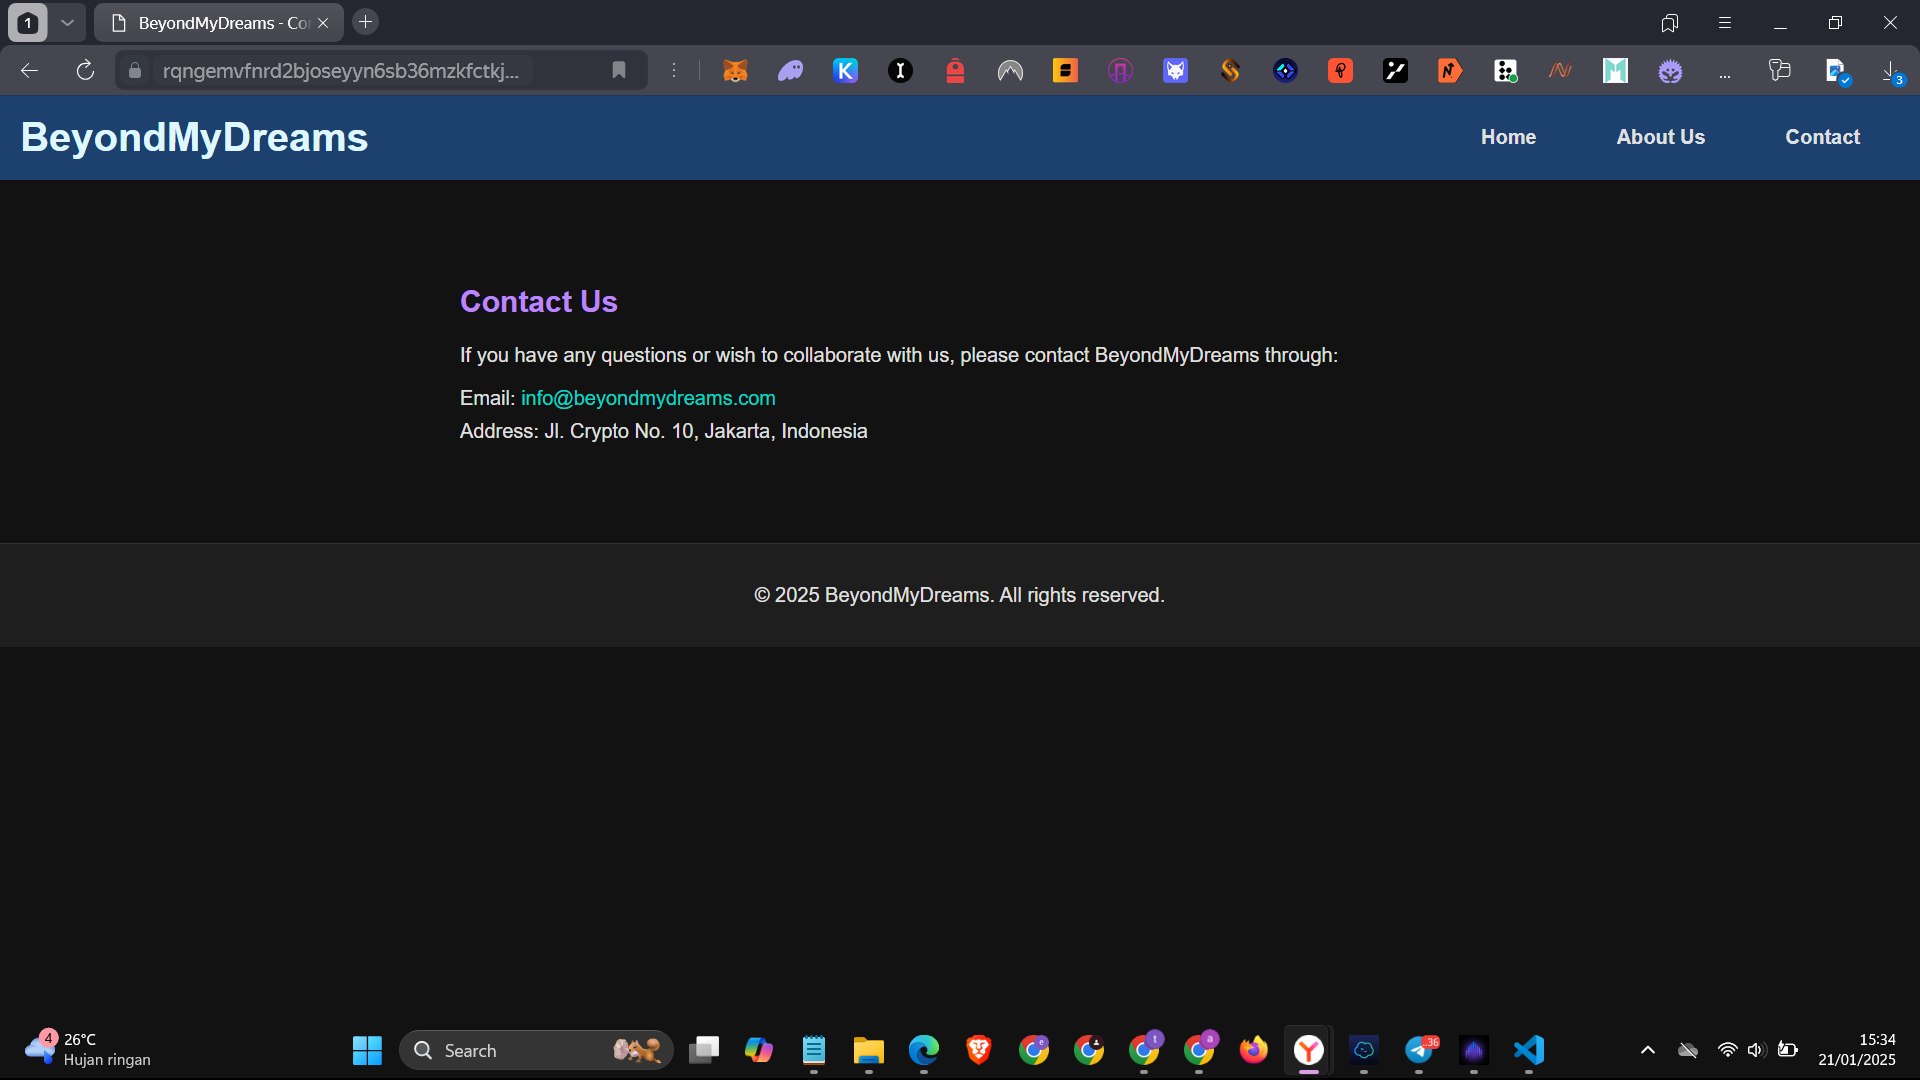 1
BeyondMyDreams - Co
rqngemvfnrd2bjoseyyn6sb36mzkfctkj...
3
BeyondMyDreams
Home
About Us
Contact
Contact Us
If you have any questions or wish to collaborate with us, please contact BeyondMyDreams through:
Email: info@beyondmydreams.com
Address: Jl. Crypto No. 10, Jakarta, Indonesia
© 2025 BeyondMyDreams. All rights reserved.
4
26°C
Hujan ringan
Search
e
t
a
..36
15:34
21/01/2025